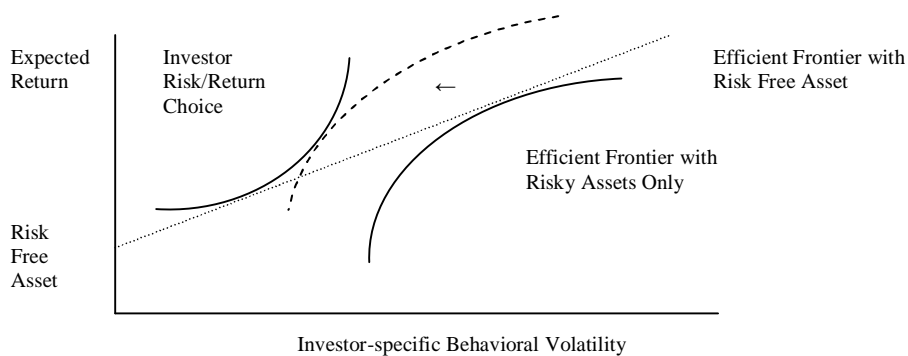 Expected
Return
Investor
Risk/Return
Choice
←
Efficient Frontier with
Risk Free Asset
Efficient Frontier with
Risky Assets Only
Risk
Free
Asset
Investor-specific Behavioral Volatility